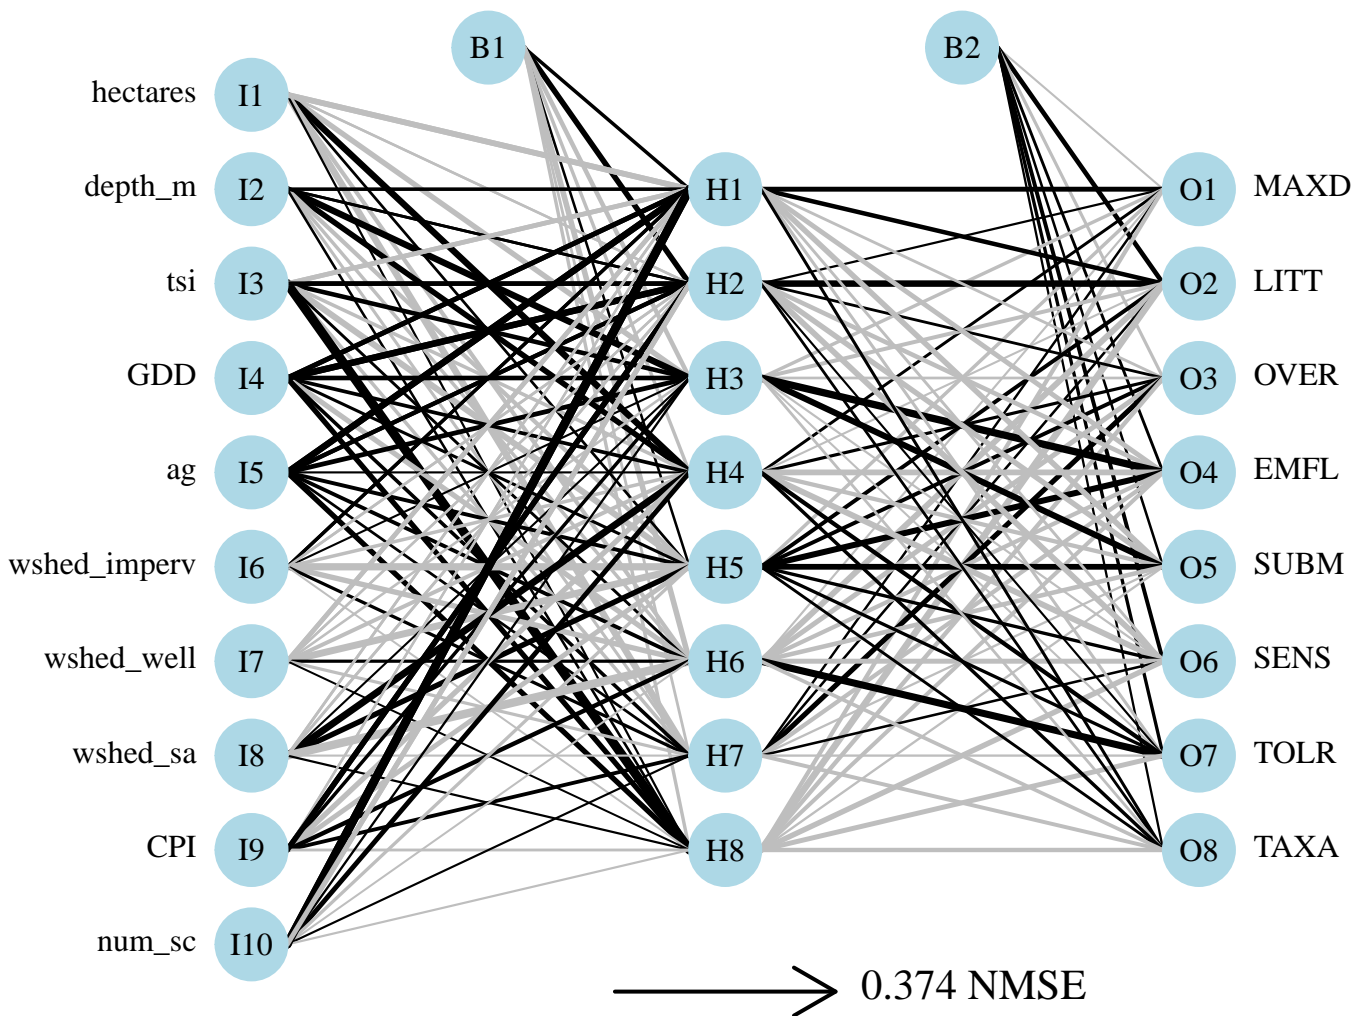 B1
B2
hectares I1
depth_m I2 H1 O1 MAXD
tsi I3 H2 O2 LITT
GDD I4 H3 O3 OVER
ag I5 H4 O4 EMFL
wshed_imperv I6 H5 O5 SUBM
wshed_well I7 H6 O6 SENS
wshed_sa I8 H7 O7 TOLR
CPI I9 H8 O8 TAXA
num_sc I10
0.374 NMSE